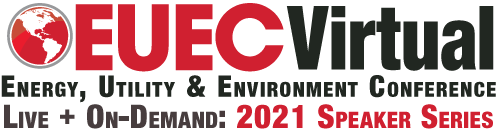 EUEC Virtual
Energy, Utility & Environment Conference
Live + On-Demand: 2021 Speaker Series